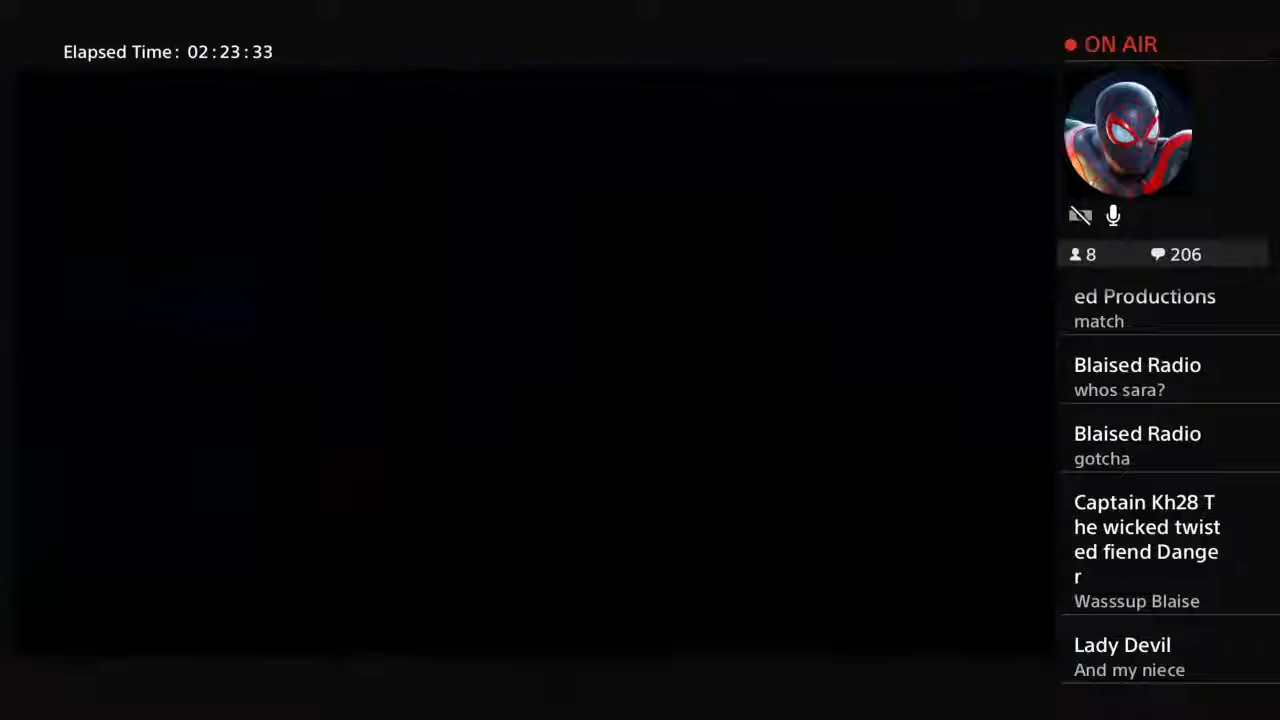 Elapsed Time: 02:23:33
ON AIR
8 206
ed Productions
match
Blaised Radio
whos sara?
Blaised Radio
gotcha
Captain Kh28 T
he wicked twist
ed fiend Dange
r
Wasssup Blaise
Lady Devil
And my niece